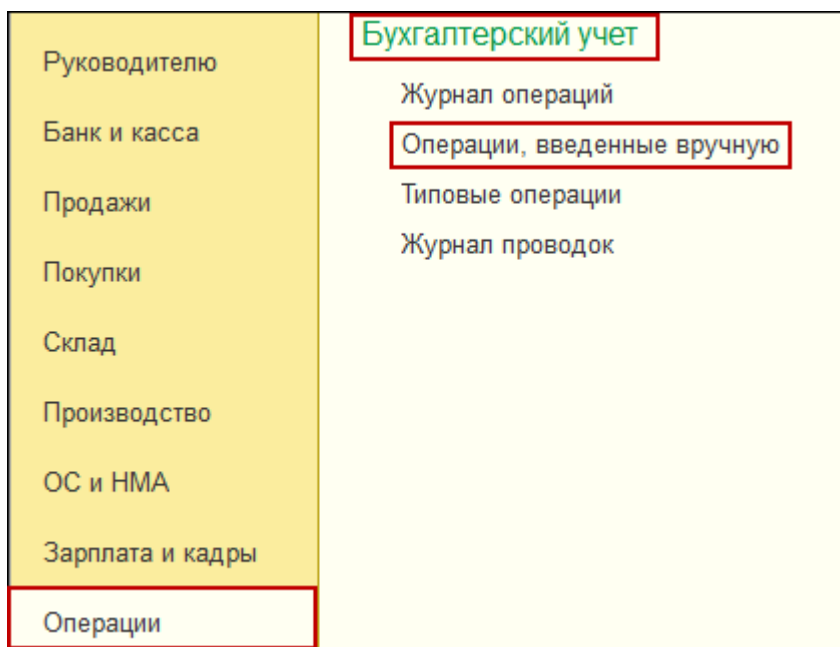 Руководителю
Банк и касса
Продажи
Покупки
Склад
Производство
ОС и НМА
Зарплата и кадры
Операции
Бухгалтерский учет
Журнал операций
Операции, введенные вручную
Типовые операции
Журнал проводок